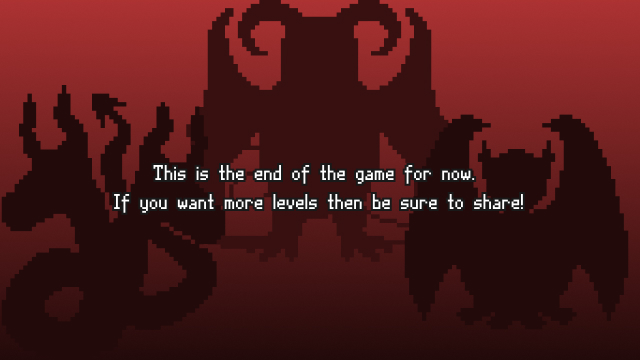 This is the end of the game for now.
If you want more levels then be sure to share!